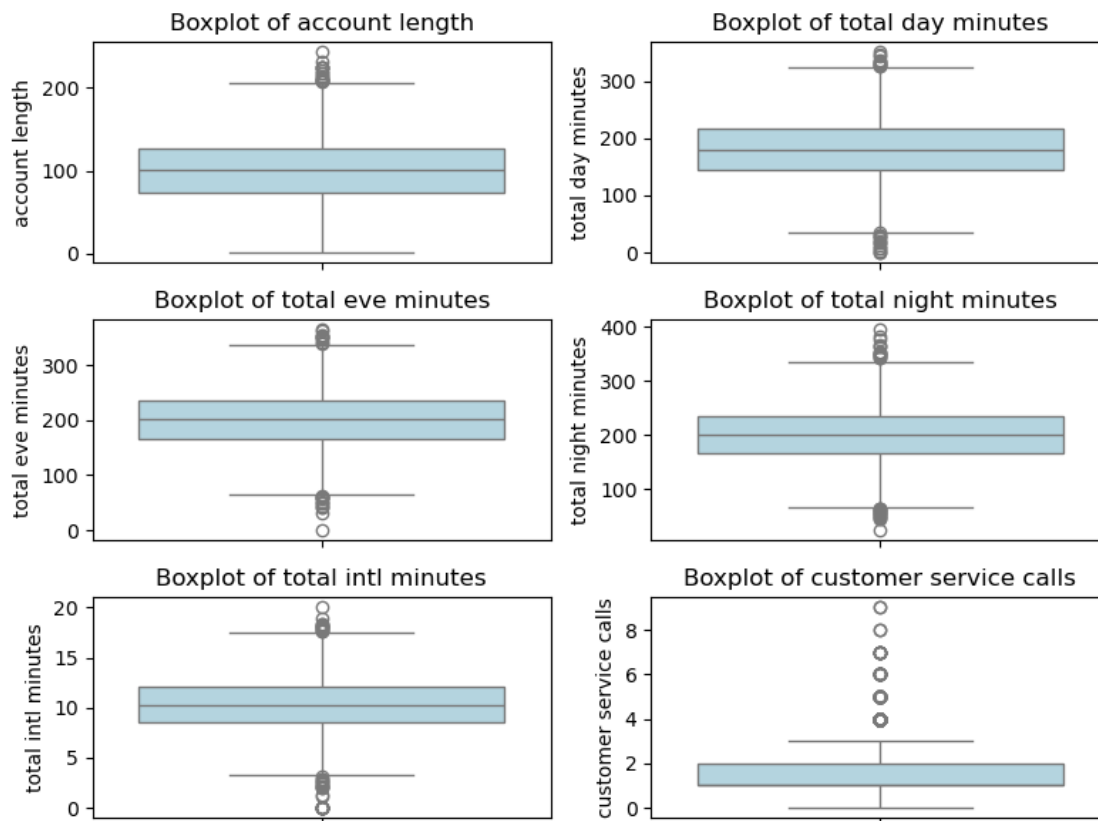 Boxplot of account length
account length
200
100
0
Boxplot of total day minutes
total day minutes
300
200
100
0
Boxplot of total eve minutes
total eve minutes
300
200
100
0
Boxplot of total night minutes
total night minutes
400
300
200
100
Boxplot of total intl minutes
total intl minutes
20
15
10
5
0
Boxplot of customer service calls
customer service calls
8
6
4
2
0